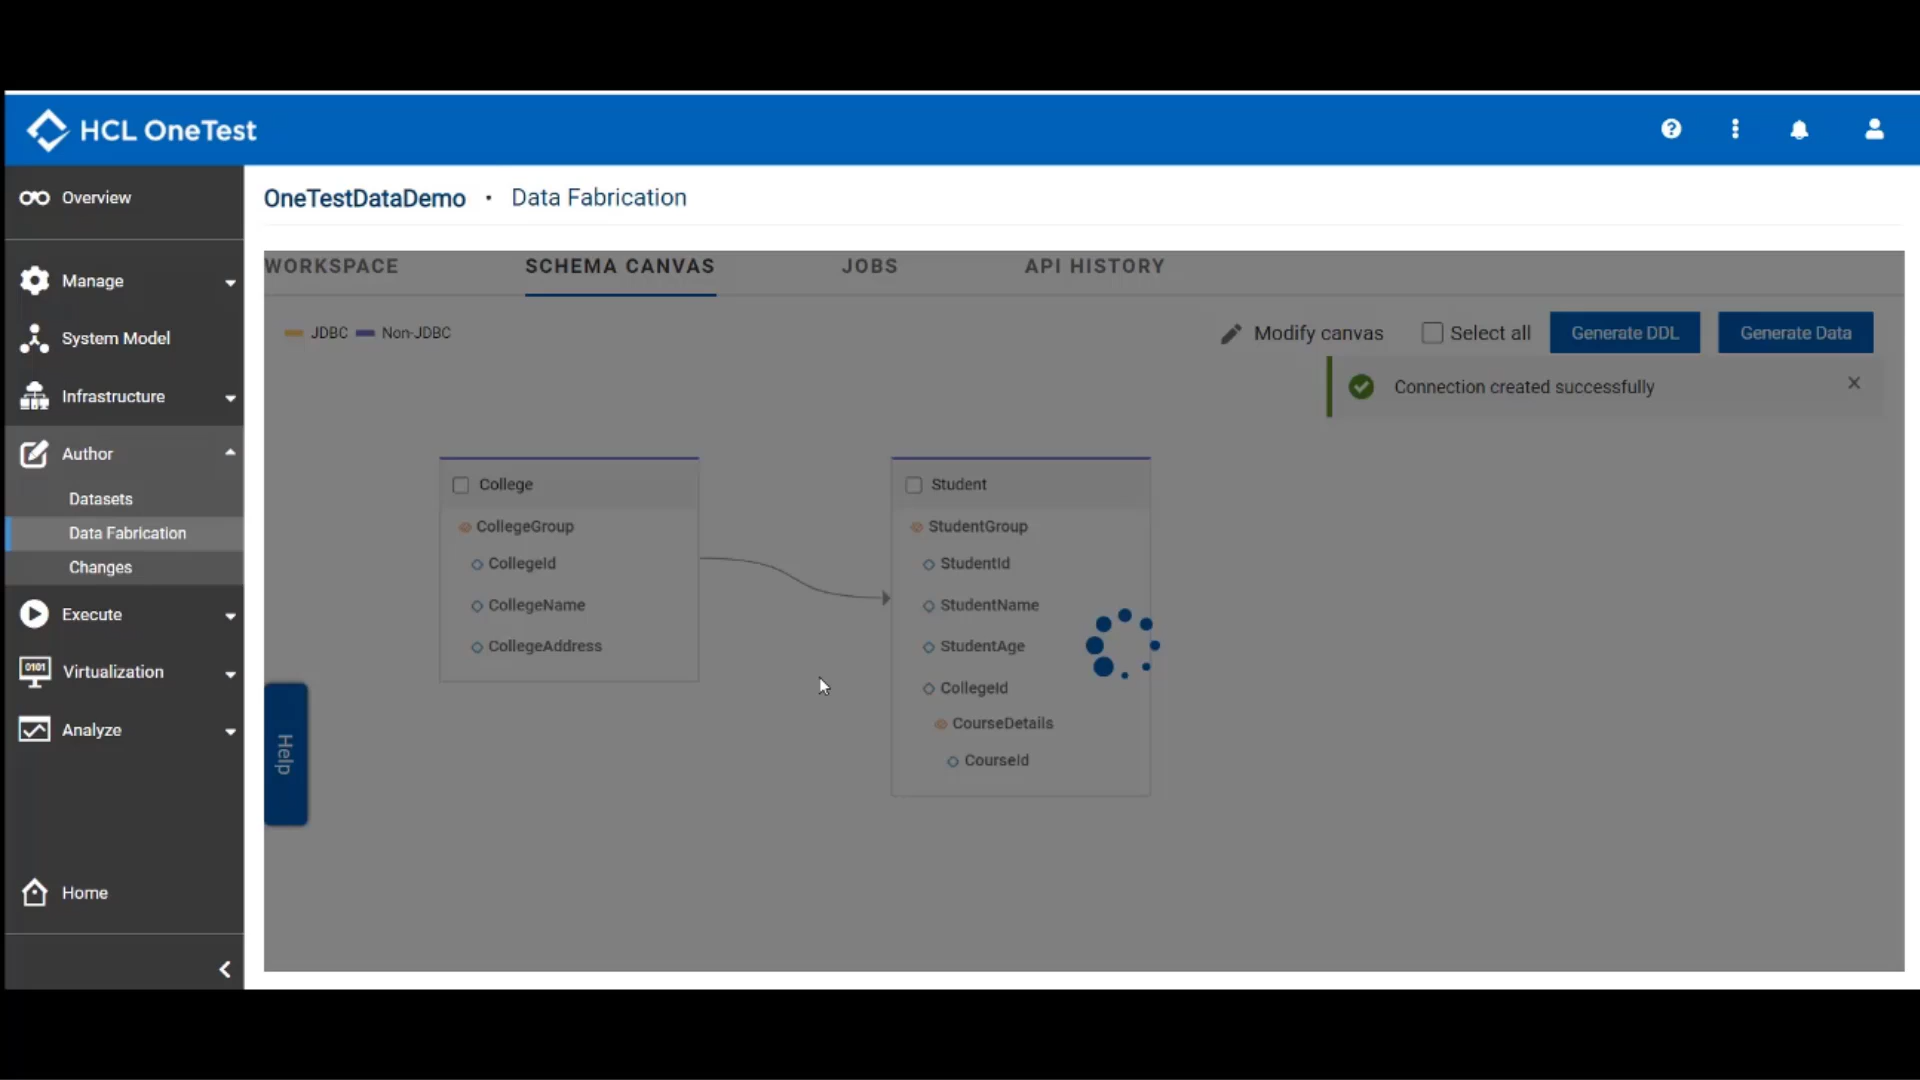 HCL OneTest
Overview
Manage
System Model
Infrastructure
Author
Datasets
Data Fabrication
Changes
Execute
0101
Virtualization
Analyze
Home
OneTestDataDemo · Data Fabrication
WORKSPACE SCHEMA CANVAS JOBS API HISTORY
JDBC Non-JDBC
Modify canvas Select all Generate DDL Generate Data
Connection created successfully
College
CollegeGroup
CollegeId
CollegeName
CollegeAddress
Student
StudentGroup
StudentId
StudentName
StudentAge
CollegeId
CourseDetails
CourseId
Help